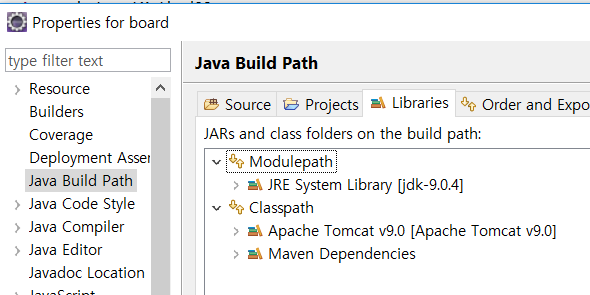 Properties for board
type filter text
Resource
Builders
Coverage
Deployment Asser
Java Build Path
Java Code Style
Java Compiler
Java Editor
Javadoc Location
JavaScript
Java Build Path
Source
Projects
Libraries
Order and Expo
JARs and class folders on the build path:
Modulepath
JRE System Library [jdk-9.0.4]
Classpath
Apache Tomcat v9.0 [Apache Tomcat v9.0]
Maven Dependencies